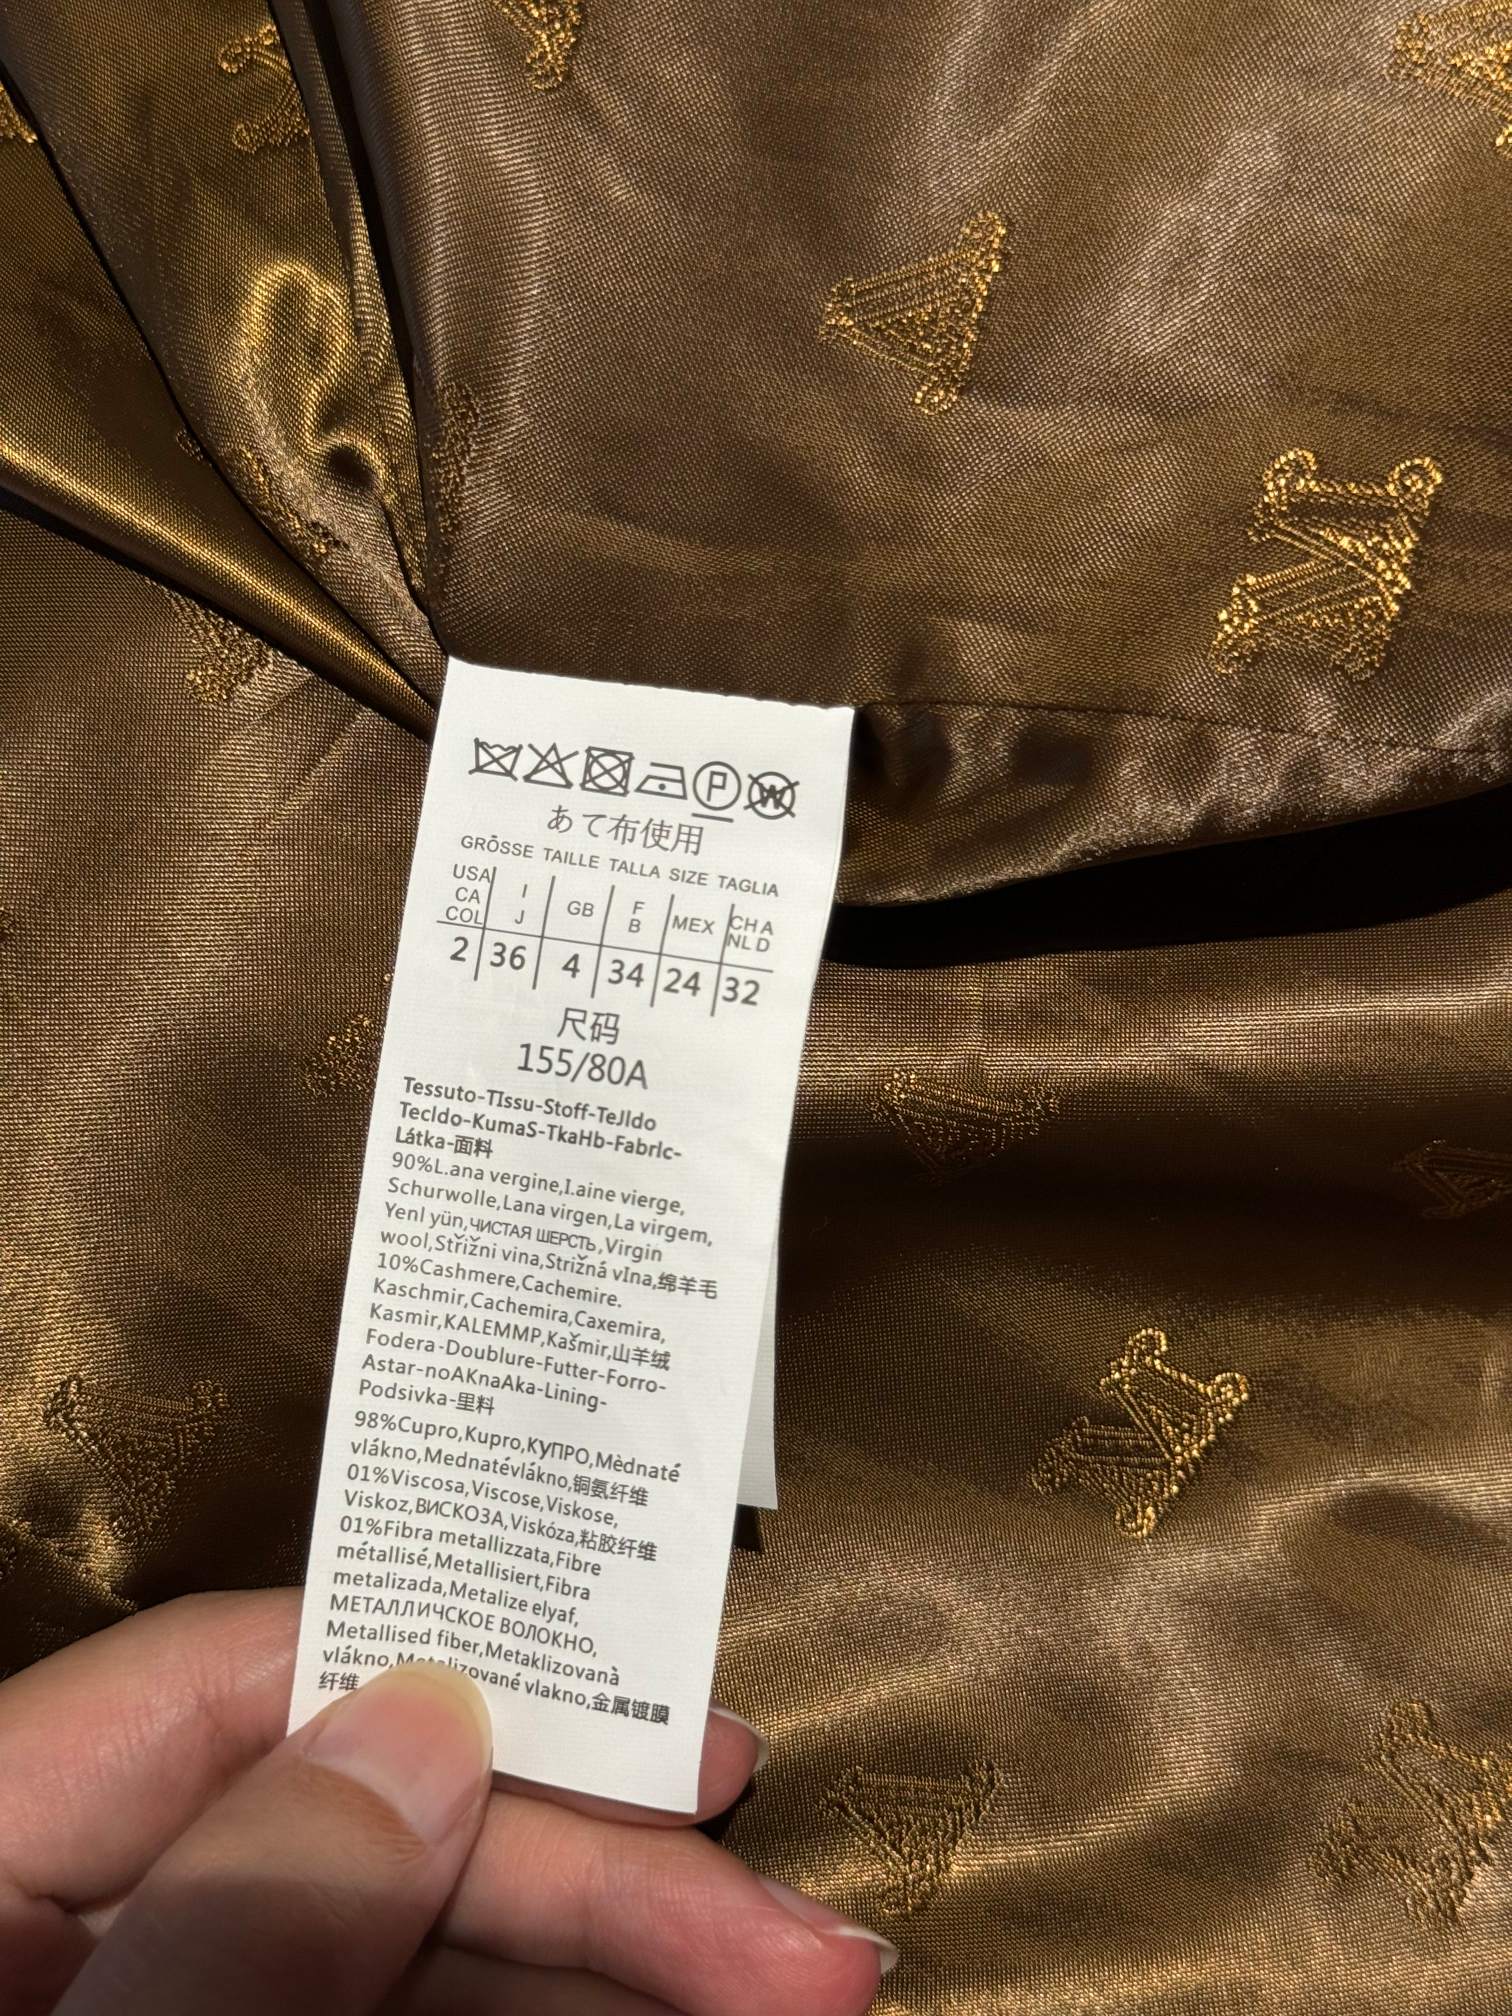 P W
あて布使用
GRÖSSE TAILLE TALLA SIZE TAGLIA
USA CA COL I J GB F B MEX CH A NL D
2 36 4 34 24 32
尺码
155/80A
Tessuto-TIssu-Stoff-TeJIdo
TecIdo-KumaS-TkaHb-FabrIc-
Látka-面料
90%L.ana vergine,I.aine vierge,
Schurwolle,Lana virgen,La virgem,
YenI yün,ЧИСТАЯ ШЕРСТЬ,Virgin
wool,Střižni vina,Strižná vIna,绵羊毛
10%Cashmere,Cachemire.
Kaschmir,Cachemira,Caxemira,
Kasmir,KALEMMP,Kašmir,山羊绒
Fodera-Doublure-Futter-Forro-
Astar-noAKnaAka-Lining-
Podsivka-里料
98%Cupro,Kupro,КуПРО,Mèdnaté
vlákno,Mednatévlákno,铜氨纤维
01%Viscosa,Viscose,Viskose,
Viskoz,ВИСКОЗА,Viskóza,粘胶纤维
01%Fibra metallizzata,Fibre
métallisé,Metallisiert,Fibra
metalizada,Metalize elyaf,
МЕТАЛЛИЧСКОЕ ВОЛОКНО,
Metallised fiber,Metaklizovanà
vlákno,Metalizované vlakno,金属镀膜
纤维